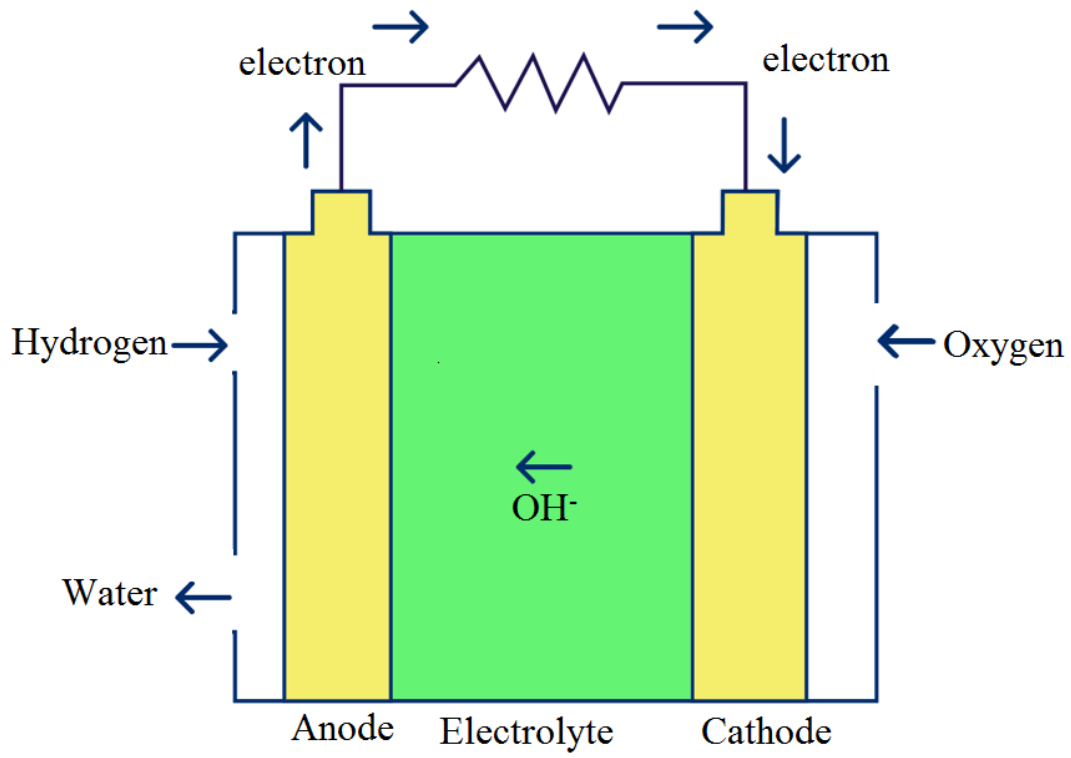 electron
electron
Hydrogen
Oxygen
OH-
Water
Anode
Electrolyte
Cathode